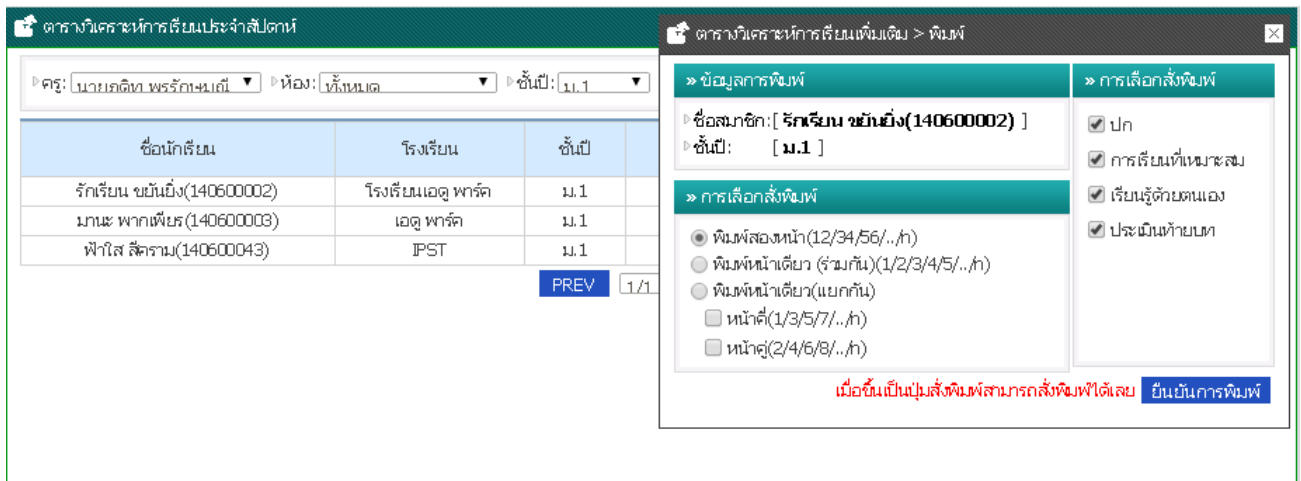 ตารางวิเคราะห์การเรียนประจำสัปดาห์
ครู: นายภดิท พรรักษมณี ห้อง: ทั้งหมด ชั้นปี: ม.1
ชื่อนักเรียน โรงเรียน ชั้นปี
รักเรียน ขยันยิ่ง(140600002) โรงเรียนเอดู พาร์ค ม.1
มานะ พากเพียร(140600003) เอดู พาร์ค ม.1
ฟ้าใส สีคราม(140600043) IPST ม.1
PREV 1/1
ตารางวิเคราะห์การเรียนเพิ่มเติม > พิมพ์
» ข้อมูลการพิมพ์
ชื่อสมาชิก:[ รักเรียน ขยันยิ่ง(140600002) ]
ชั้นปี: [ ม.1 ]
» การเลือกสั่งพิมพ์
พิมพ์สองหน้า(12/34/56/../n)
พิมพ์หน้าเดียว (ร่วมกัน)(1/2/3/4/5/../n)
พิมพ์หน้าเดียว(แยกกัน)
หน้าคี่(1/3/5/7/../n)
หน้าคู่(2/4/6/8/../n)
» การเลือกสั่งพิมพ์
ปก
การเรียนที่เหมาะสม
เรียนรู้ด้วยตนเอง
ประเมินท้ายบท
เมื่อขึ้นเป็นปุ่มสั่งพิมพ์สามารถสั่งพิมพ์ได้เลย ยืนยันการพิมพ์